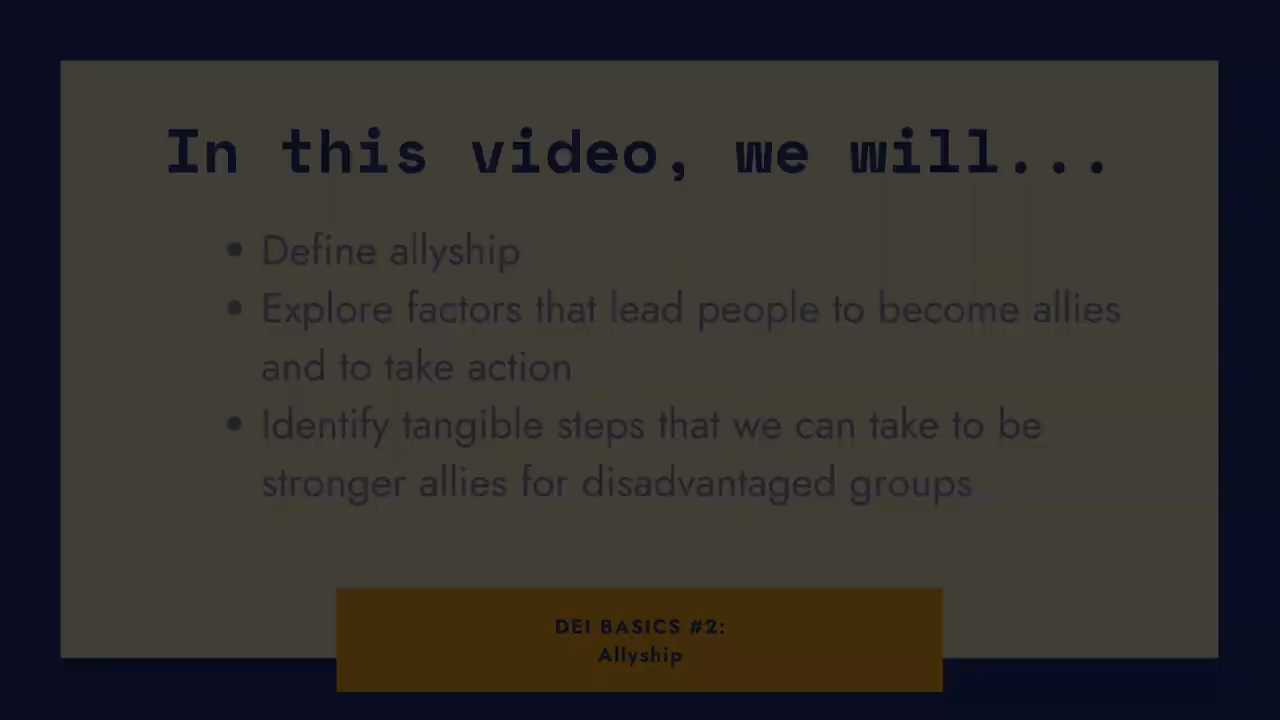 In this video, we will...
• Define allyship
• Explore factors that lead people to become allies
and to take action
• Identify tangible steps that we can take to be
stronger allies for disadvantaged groups
DEI BASICS #2:
Allyship